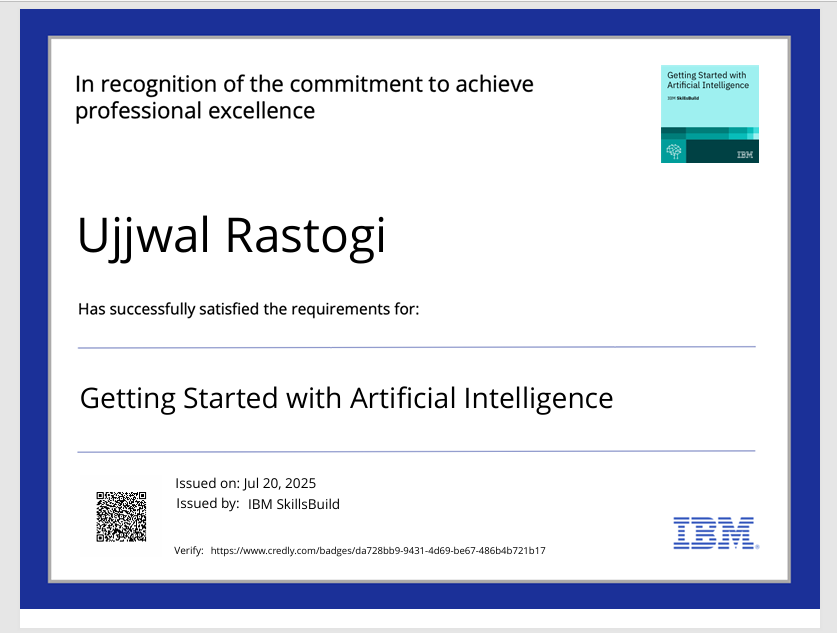 In recognition of the commitment to achieve
professional excellence
Getting Started with
Artificial Intelligence
IBM SkillsBuild
IBM
Ujjwal Rastogi
Has successfully satisfied the requirements for:
Getting Started with Artificial Intelligence
Issued on: Jul 20, 2025
Issued by: IBM SkillsBuild
Verify: https://www.credly.com/badges/da728bb9-9431-4d69-be67-486b4b721b17
IBM®